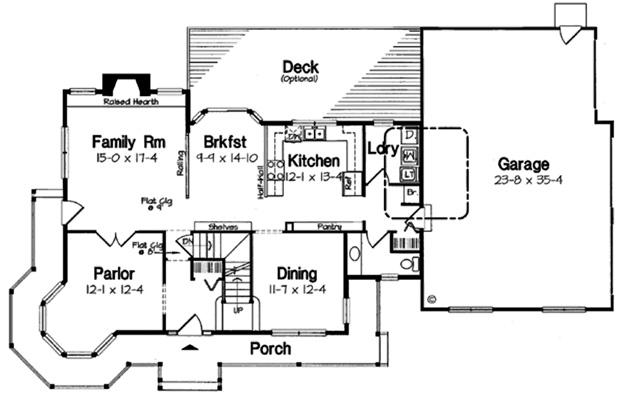 Deck
(Optional)
Raised Hearth
Family Rm
15-0 x 17-4
Railing
Brkfst
9-9 x 14-10
Half-Wall
Kitchen
12-1 x 13-4
Ref
Ldry
D
W
LT
Br.
Garage
23-8 x 35-4
Flat Clg
@ 9'
Shelves
Pantry
Flat Clg
@ 8'
DN
Parlor
12-1 x 12-4
Dining
11-7 x 12-4
UP
Porch
©